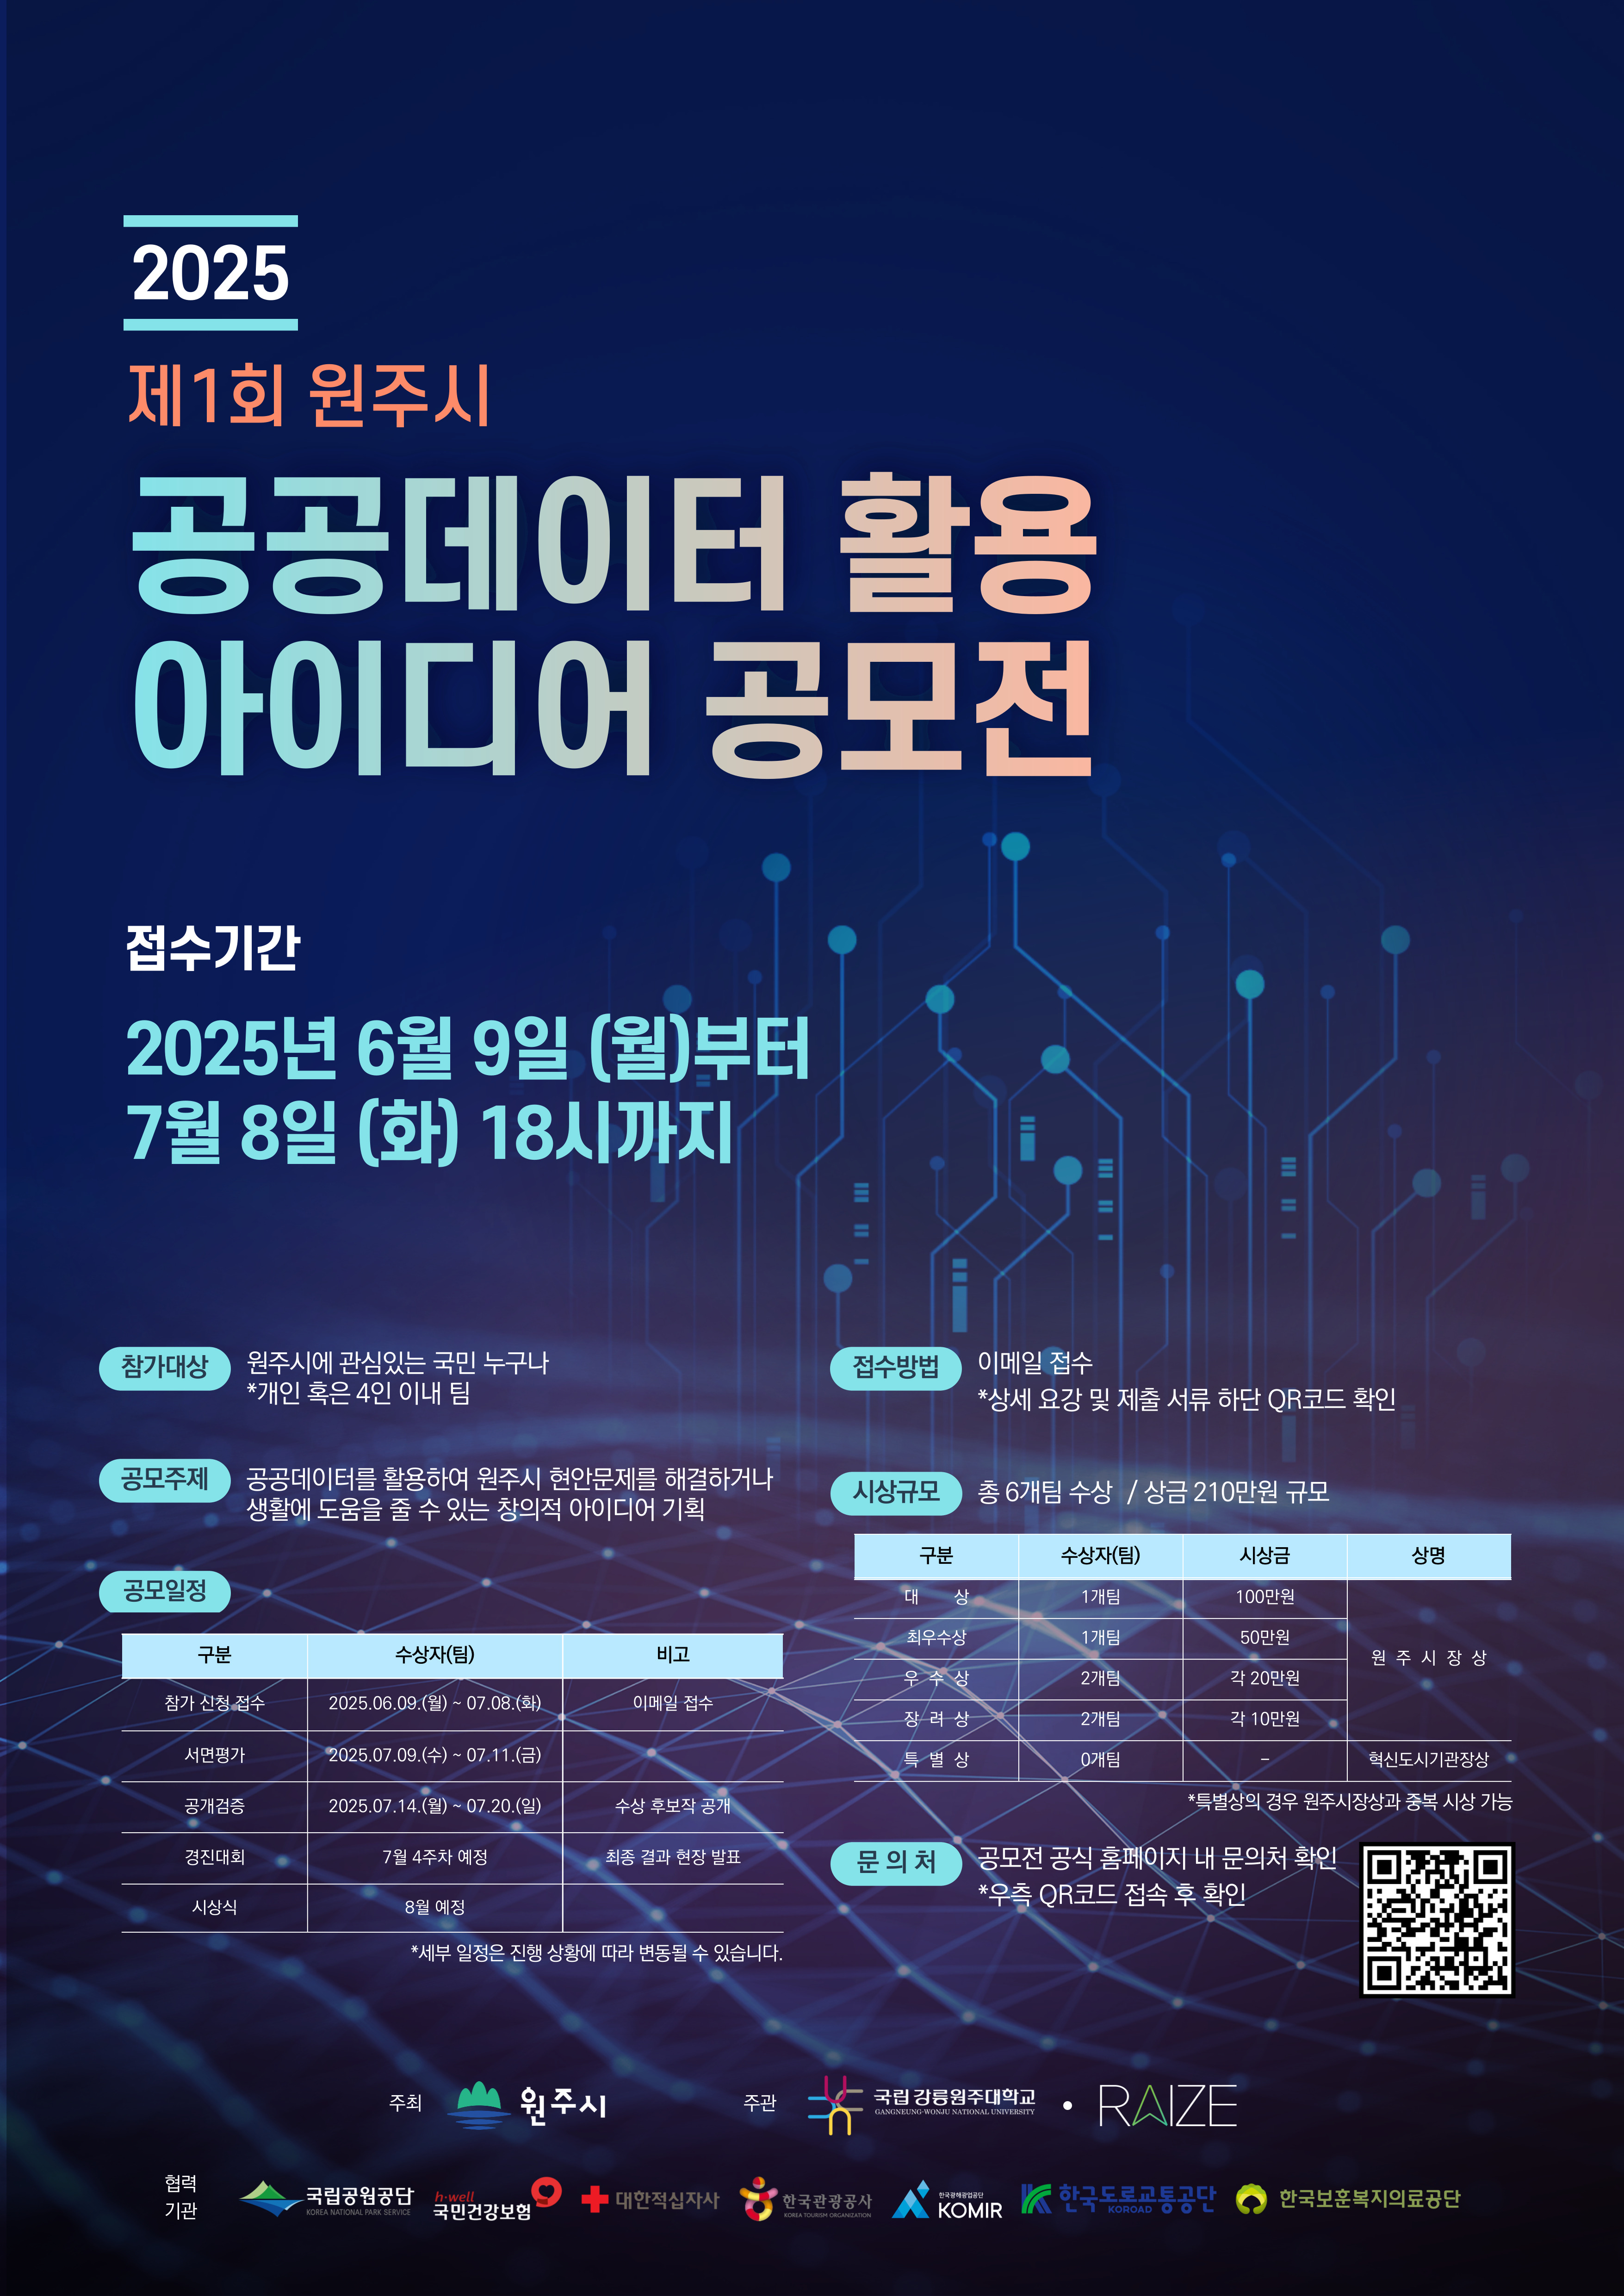 2025
제1회 원주시
공공데이터 활용
아이디어 공모전
접수기간
2025년 6월 9일 (월)부터
7월 8일 (화) 18시까지
참가대상
원주시에 관심있는 국민 누구나
*개인 혹은 4인 이내 팀
공모주제
공공데이터를 활용하여 원주시 현안문제를 해결하거나
생활에 도움을 줄 수 있는 창의적 아이디어 기획
공모일정
구분 수상자(팀) 비고
참가 신청 접수 2025.06.09.(월) ~ 07.08.(화) 이메일 접수
서면평가 2025.07.09.(수) ~ 07.11.(금)
공개검증 2025.07.14.(월) ~ 07.20.(일) 수상 후보작 공개
경진대회 7월 4주차 예정 최종 결과 현장 발표
시상식 8월 예정
*세부 일정은 진행 상황에 따라 변동될 수 있습니다.
접수방법
이메일 접수
*상세 요강 및 제출 서류 하단 QR코드 확인
시상규모
총 6개팀 수상 / 상금 210만원 규모
구분 수상자(팀) 시상금 상명
대 상 1개팀 100만원
최우수상 1개팀 50만원
원 주 시 장 상
우 수 상 2개팀 각 20만원
장 려 상 2개팀 각 10만원
특 별 상 0개팀 – 혁신도시기관장상
*특별상의 경우 원주시장상과 중복 시상 가능
문 의 처
공모전 공식 홈페이지 내 문의처 확인
*우측 QR코드 접속 후 확인
주최 원주시
주관 국립강릉원주대학교
GANGNEUNG-WONJU NATIONAL UNIVERSITY
• RAIZE
협력
기관
국립공원공단
KOREA NATIONAL PARK SERVICE
h·well
국민건강보험
대한적십자사
한국관광공사
KOREA TOURISM ORGANIZATION
한국광해광업공단
KOMIR
한국도로교통공단
KOROAD
한국보훈복지의료공단